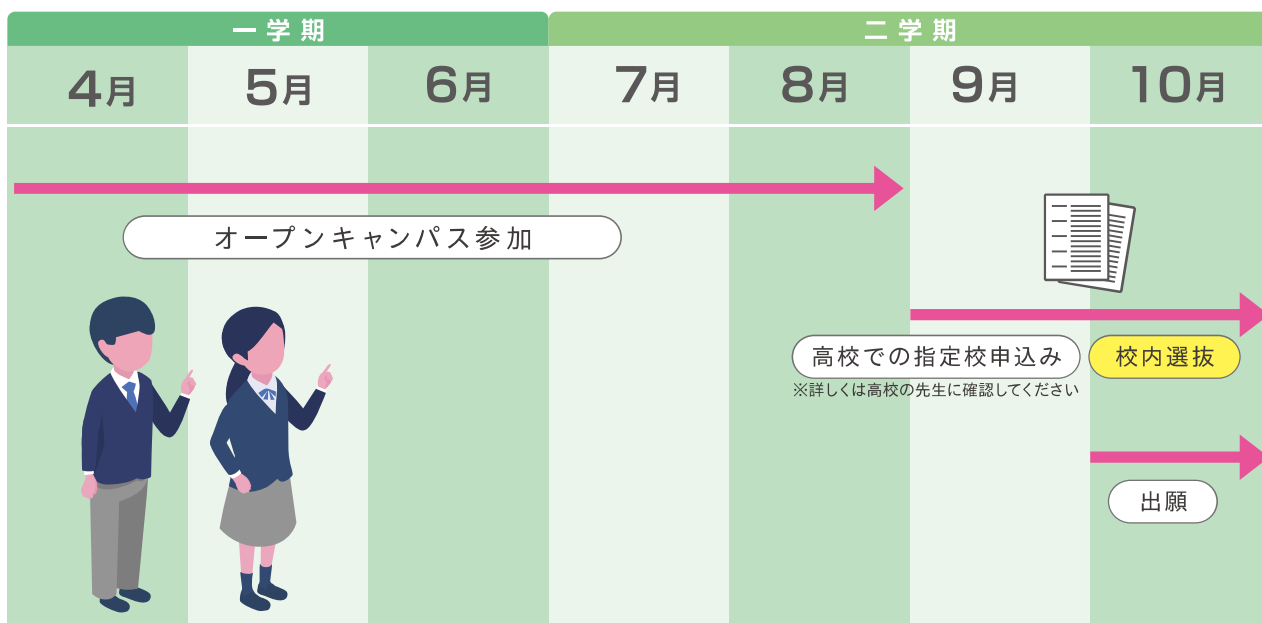 一学期
二学期
4月
5月
6月
7月
8月
9月
10月
オープンキャンパス参加
高校での指定校申込み
校内選抜
※詳しくは高校の先生に確認してください
出願